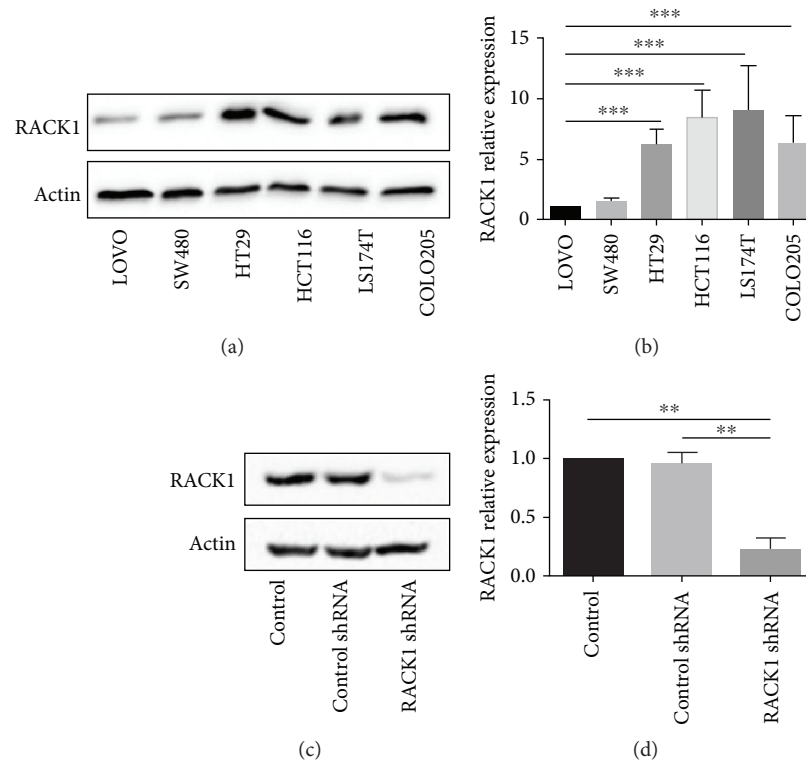 RACK1
Actin
LOVO
SW480
HT29
HCT116
LS174T
COLO205
(a)
RACK1 relative expression
15
10
5
0
***
***
***
***
LOVO
SW480
HT29
HCT116
LS174T
COLO205
(b)
RACK1
Actin
Control
Control shRNA
RACK1 shRNA
(c)
RACK1 relative expression
1.5
1.0
0.5
0.0
**
**
Control
Control shRNA
RACK1 shRNA
(d)